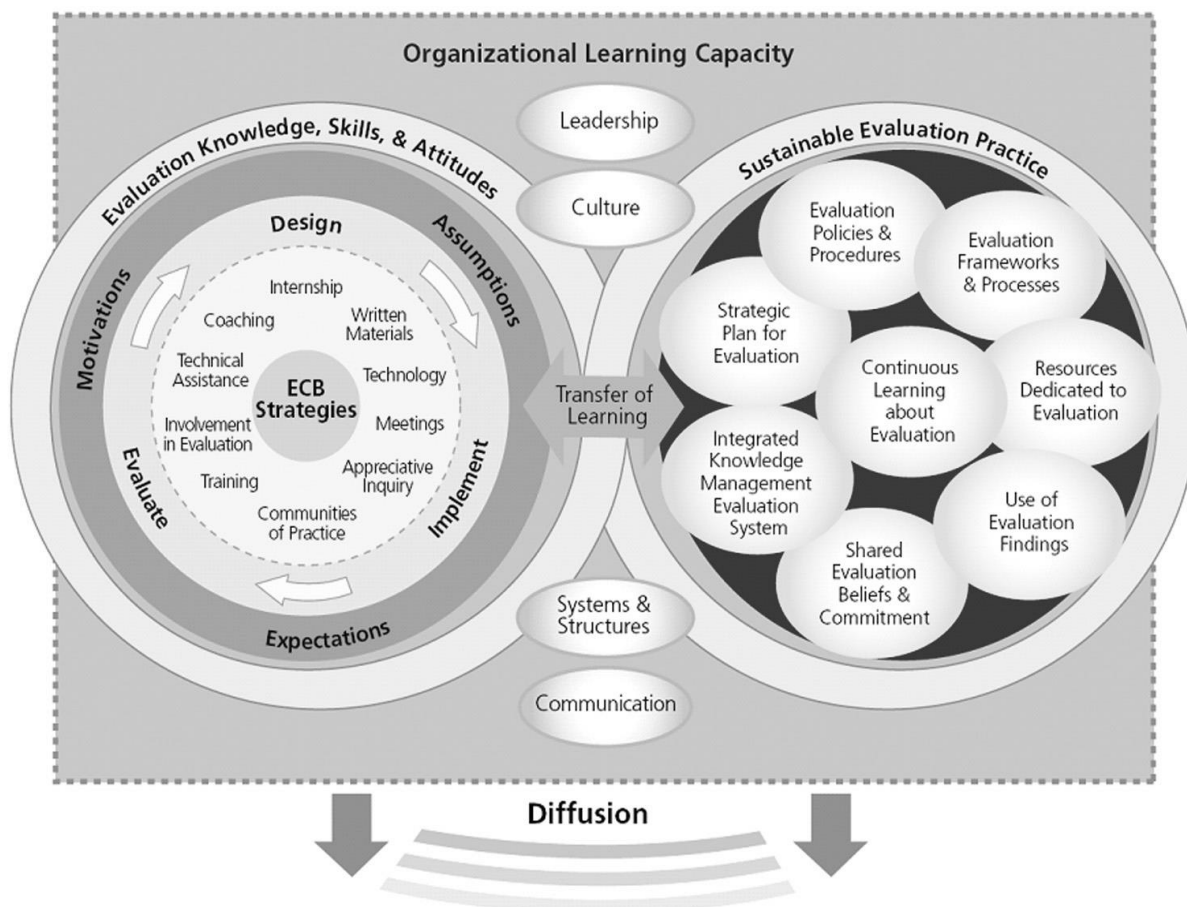 Organizational Learning Capacity
Leadership
Culture
Evaluation Knowledge, Skills, & Attitudes
Motivations
Assumptions
Expectations
Design
Implement
Evaluate
ECB
Strategies
Internship
Written
Materials
Technology
Meetings
Appreciative
Inquiry
Communities
of Practice
Training
Involvement
in Evaluation
Technical
Assistance
Coaching
Transfer of
Learning
Systems &
Structures
Communication
Sustainable Evaluation Practice
Evaluation
Policies &
Procedures
Evaluation
Frameworks
& Processes
Strategic
Plan for
Evaluation
Continuous
Learning
about
Evaluation
Resources
Dedicated to
Evaluation
Integrated
Knowledge
Management
Evaluation
System
Use of
Evaluation
Findings
Shared
Evaluation
Beliefs &
Commitment
Diffusion